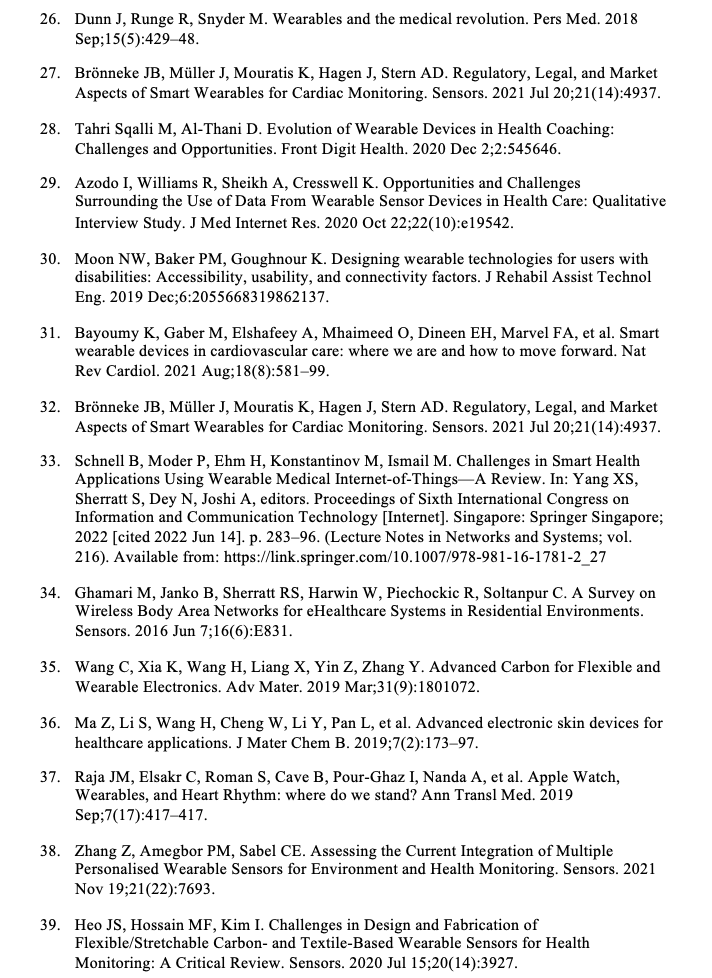 26. Dunn J, Runge R, Snyder M. Wearables and the medical revolution. Pers Med. 2018
Sep;15(5):429–48.
27. Brönneke JB, Müller J, Mouratis K, Hagen J, Stern AD. Regulatory, Legal, and Market
Aspects of Smart Wearables for Cardiac Monitoring. Sensors. 2021 Jul 20;21(14):4937.
28. Tahri Sqalli M, Al-Thani D. Evolution of Wearable Devices in Health Coaching:
Challenges and Opportunities. Front Digit Health. 2020 Dec 2;2:545646.
29. Azodo I, Williams R, Sheikh A, Cresswell K. Opportunities and Challenges
Surrounding the Use of Data From Wearable Sensor Devices in Health Care: Qualitative
Interview Study. J Med Internet Res. 2020 Oct 22;22(10):e19542.
30. Moon NW, Baker PM, Goughnour K. Designing wearable technologies for users with
disabilities: Accessibility, usability, and connectivity factors. J Rehabil Assist Technol
Eng. 2019 Dec;6:2055668319862137.
31. Bayoumy K, Gaber M, Elshafeey A, Mhaimeed O, Dineen EH, Marvel FA, et al. Smart
wearable devices in cardiovascular care: where we are and how to move forward. Nat
Rev Cardiol. 2021 Aug;18(8):581–99.
32. Brönneke JB, Müller J, Mouratis K, Hagen J, Stern AD. Regulatory, Legal, and Market
Aspects of Smart Wearables for Cardiac Monitoring. Sensors. 2021 Jul 20;21(14):4937.
33. Schnell B, Moder P, Ehm H, Konstantinov M, Ismail M. Challenges in Smart Health
Applications Using Wearable Medical Internet-of-Things—A Review. In: Yang XS,
Sherratt S, Dey N, Joshi A, editors. Proceedings of Sixth International Congress on
Information and Communication Technology [Internet]. Singapore: Springer Singapore;
2022 [cited 2022 Jun 14]. p. 283–96. (Lecture Notes in Networks and Systems; vol.
216). Available from: https://link.springer.com/10.1007/978-981-16-1781-2_27
34. Ghamari M, Janko B, Sherratt RS, Harwin W, Piechockic R, Soltanpur C. A Survey on
Wireless Body Area Networks for eHealthcare Systems in Residential Environments.
Sensors. 2016 Jun 7;16(6):E831.
35. Wang C, Xia K, Wang H, Liang X, Yin Z, Zhang Y. Advanced Carbon for Flexible and
Wearable Electronics. Adv Mater. 2019 Mar;31(9):1801072.
36. Ma Z, Li S, Wang H, Cheng W, Li Y, Pan L, et al. Advanced electronic skin devices for
healthcare applications. J Mater Chem B. 2019;7(2):173–97.
37. Raja JM, Elsakr C, Roman S, Cave B, Pour-Ghaz I, Nanda A, et al. Apple Watch,
Wearables, and Heart Rhythm: where do we stand? Ann Transl Med. 2019
Sep;7(17):417–417.
38. Zhang Z, Amegbor PM, Sabel CE. Assessing the Current Integration of Multiple
Personalised Wearable Sensors for Environment and Health Monitoring. Sensors. 2021
Nov 19;21(22):7693.
39. Heo JS, Hossain MF, Kim I. Challenges in Design and Fabrication of
Flexible/Stretchable Carbon- and Textile-Based Wearable Sensors for Health
Monitoring: A Critical Review. Sensors. 2020 Jul 15;20(14):3927.